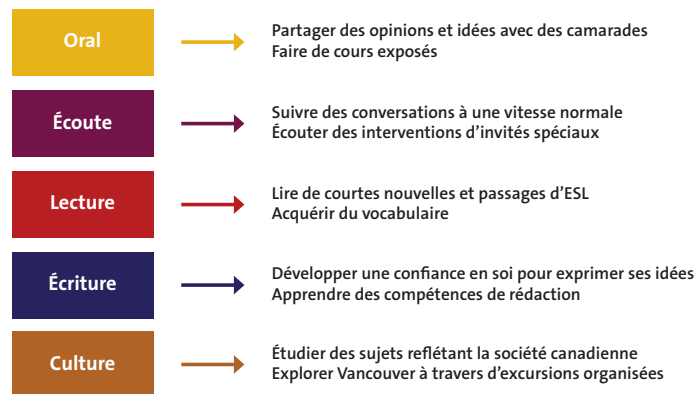 Oral
Partager des opinions et idées avec des camarades
Faire de cours exposés
Écoute
Suivre des conversations à une vitesse normale
Écouter des interventions d'invités spéciaux
Lecture
Lire de courtes nouvelles et passages d'ESL
Acquérir du vocabulaire
Écriture
Développer une confiance en soi pour exprimer ses idées
Apprendre des compétences de rédaction
Culture
Étudier des sujets reflétant la société canadienne
Explorer Vancouver à travers d'excursions organisées